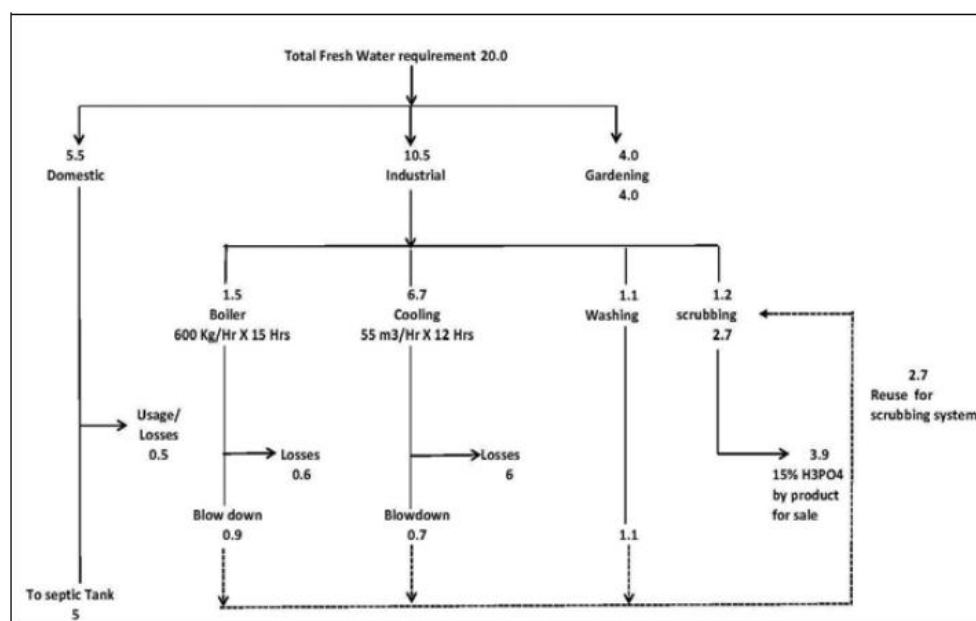 Total Fresh Water requirement 20.0
5.5
Domestic
10.5
Industrial
4.0
Gardening
4.0
1.5
Boiler
600 Kg/Hr X 15 Hrs
6.7
Cooling
55 m3/Hr X 12 Hrs
1.1
Washing
1.2
scrubbing
2.7
2.7
Reuse for
scrubbing system
Usage/
Losses
0.5
Losses
0.6
Losses
6
3.9
15% H3PO4
by product
for sale
Blow down
0.9
Blowdown
0.7
1.1
To septic Tank
5